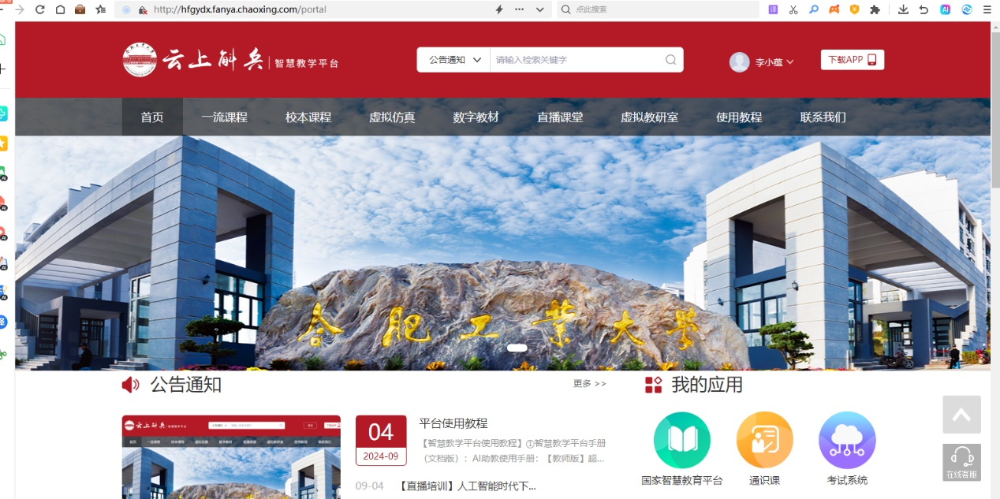 http://hfgydx.fanya.chaoxing.com/portal
点此搜索
云上斛兵 智慧教学平台
公告通知
请输入检索关键字
李小蕴
下载APP
首页
一流课程
校本课程
虚拟仿真
数字教材
直播课堂
虚拟教研室
使用教程
联系我们
合肥工業大學
公告通知
更多 >>
我的应用
04
2024-09
平台使用教程
【智慧教学平台使用教程】①智慧教学平台手册
（文档版）：AI助教使用手册：【教师版】超...
09-04
【直播培训】人工智能时代下...
国家智慧教育平台
通识课
考试系统
在线客服